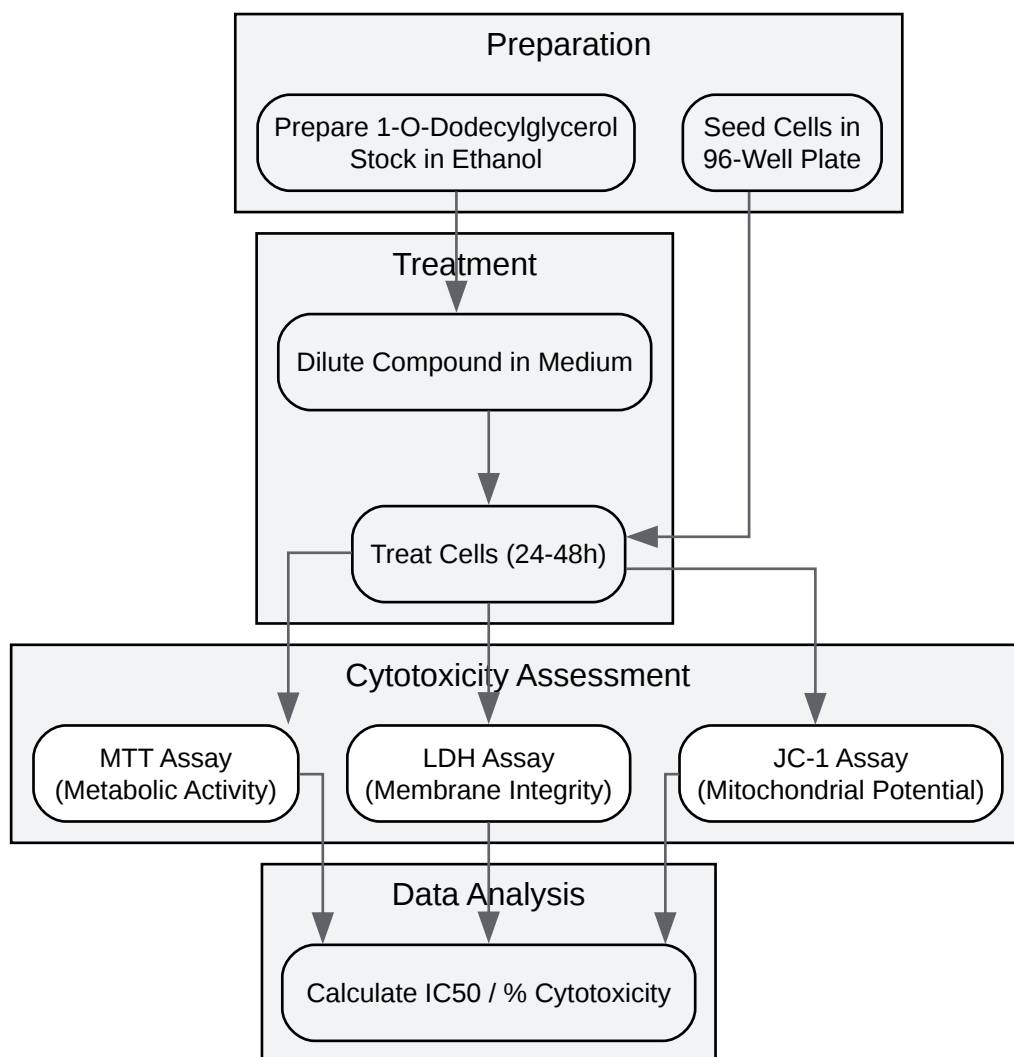 Preparation
Prepare 1-O-Dodecylglycerol
Stock in Ethanol
Seed Cells in
96-Well Plate
Treatment
Dilute Compound in Medium
Treat Cells (24-48h)
Cytotoxicity Assessment
MTT Assay
(Metabolic Activity)
LDH Assay
(Membrane Integrity)
JC-1 Assay
(Mitochondrial Potential)
Data Analysis
Calculate IC50 / % Cytotoxicity